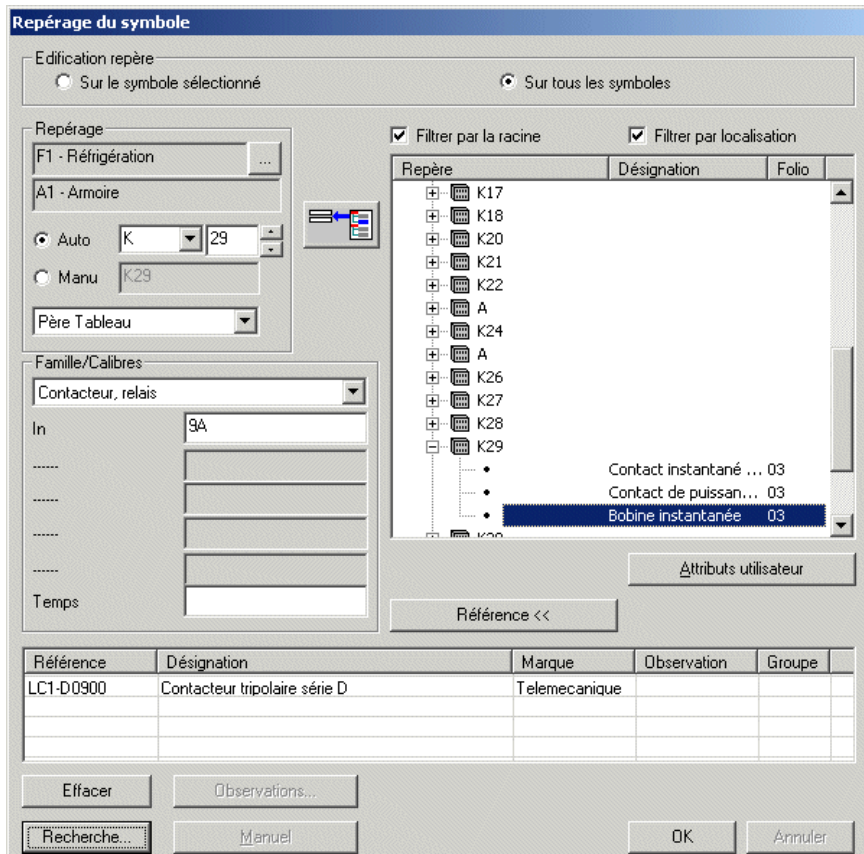 Repérage du symbole
Edification repère
Sur le symbole sélectionné
Sur tous les symboles
Repérage
F1 - Réfrigération
...
A1 - Armoire
Auto
K
29
Manu
K29
Père Tableau
Filtrer par la racine
Filtrer par localisation
Repère Désignation Folio
K17
K18
K20
K21
K22
A
K24
A
K26
K27
K28
K29
Contact instantané ... 03
Contact de puissan... 03
Bobine instantanée 03
Famille/Calibres
Contacteur, relais
In
9A
------
------
------
------
Temps
Attributs utilisateur
Référence <<
Référence Désignation Marque Observation Groupe
LC1-D0900 Contacteur tripolaire série D Telemecanique
Effacer
Observations...
Recherche...
Manuel
OK
Annuler